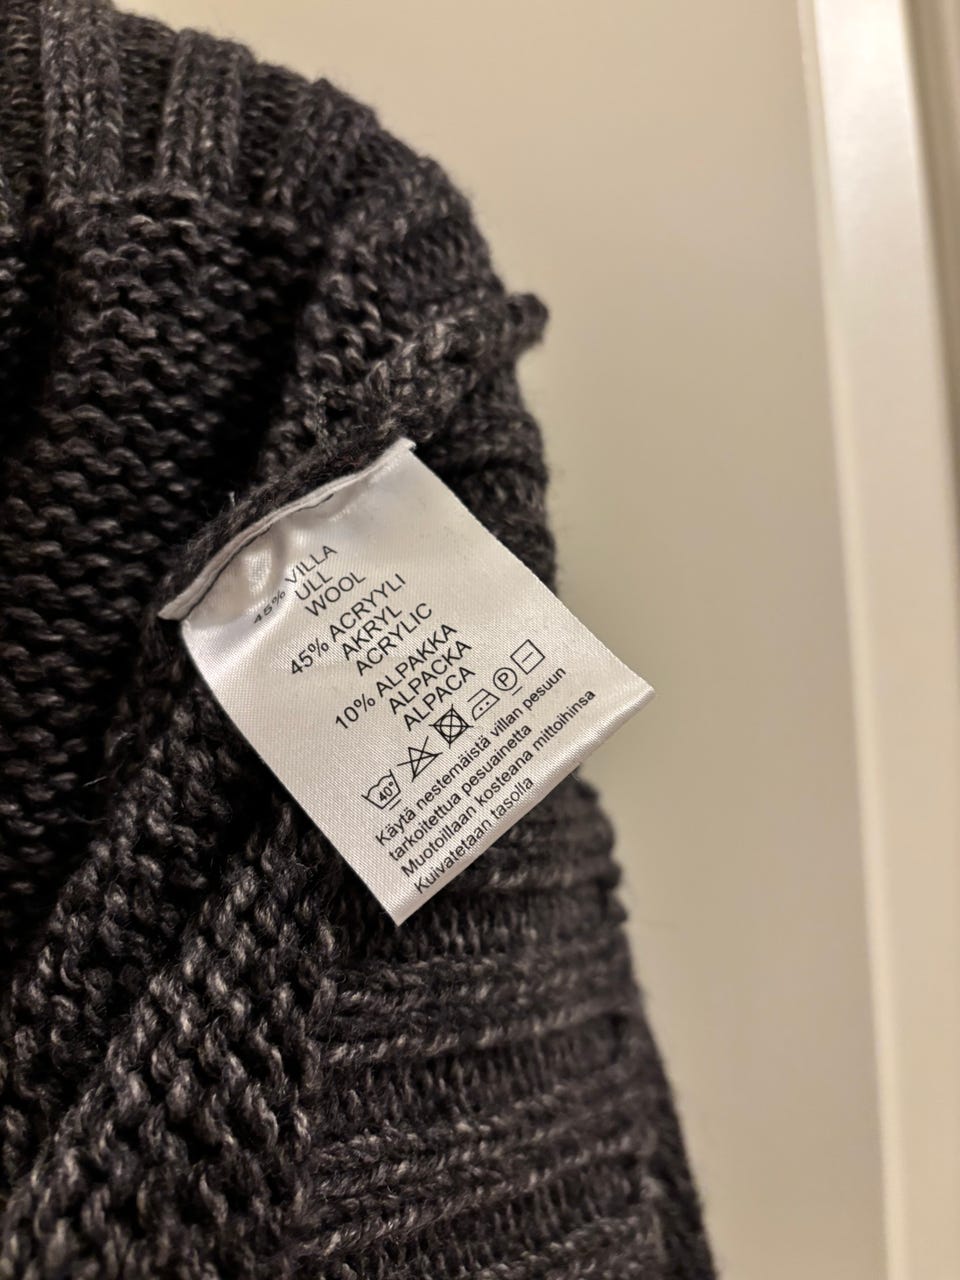 45% VILLA
ULL
WOOL
45% ACRYYLI
AKRYL
ACRYLIC
10% ALPAKKA
ALPACKA
ALPACA
40° P
Käytä nestemäistä villan pesuun
tarkoitettua pesuainetta
Muotoillaan kosteana mittoihinsa
Kuivatetaan tasolla